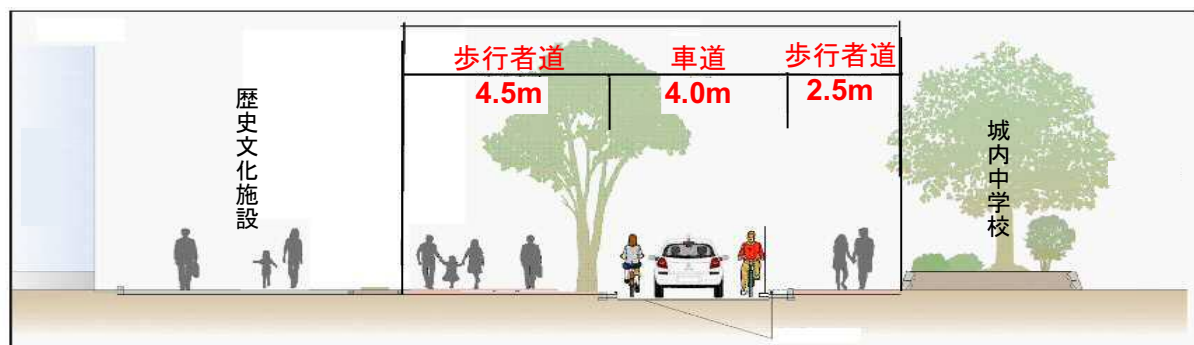 歩行者道
4.5m
車道
4.0m
歩行者道
2.5m
歴史文化施設
城内中学校